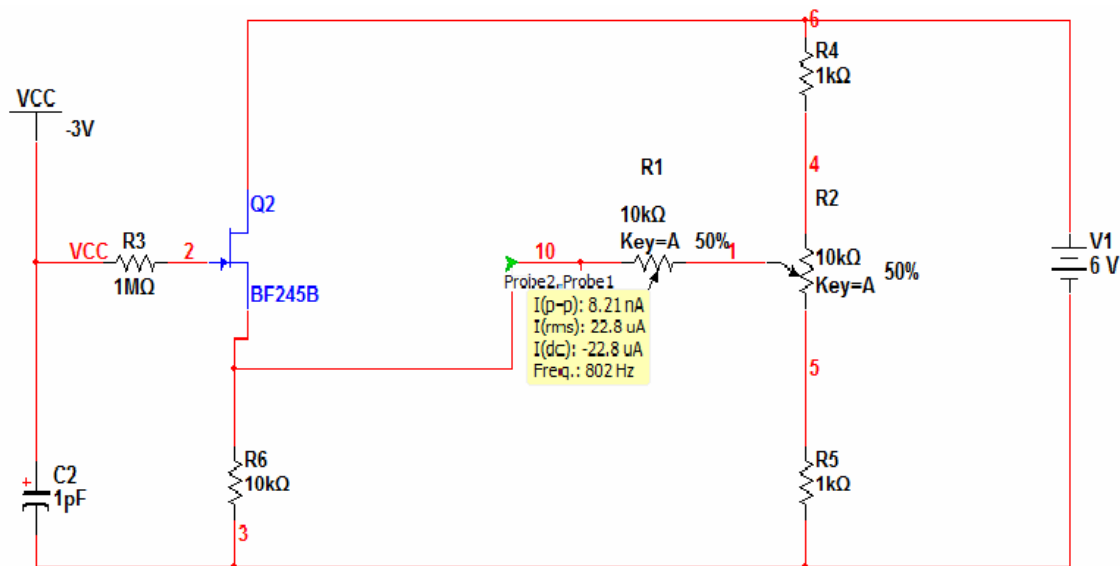 6
R4
1kΩ
VCC
-3V
4
R1
R2
Q2
10kΩ
Key=A 50%
VCC
R3
2
1MΩ
10
1
10kΩ
50%
Key=A
V1
6 V
BF245B
Probe2,Probe1
I(p-p): 8.21 nA
I(rms): 22.8 uA
I(dc): -22.8 uA
Freq.: 802 Hz
5
+
C2
1pF
R6
10kΩ
R5
1kΩ
3